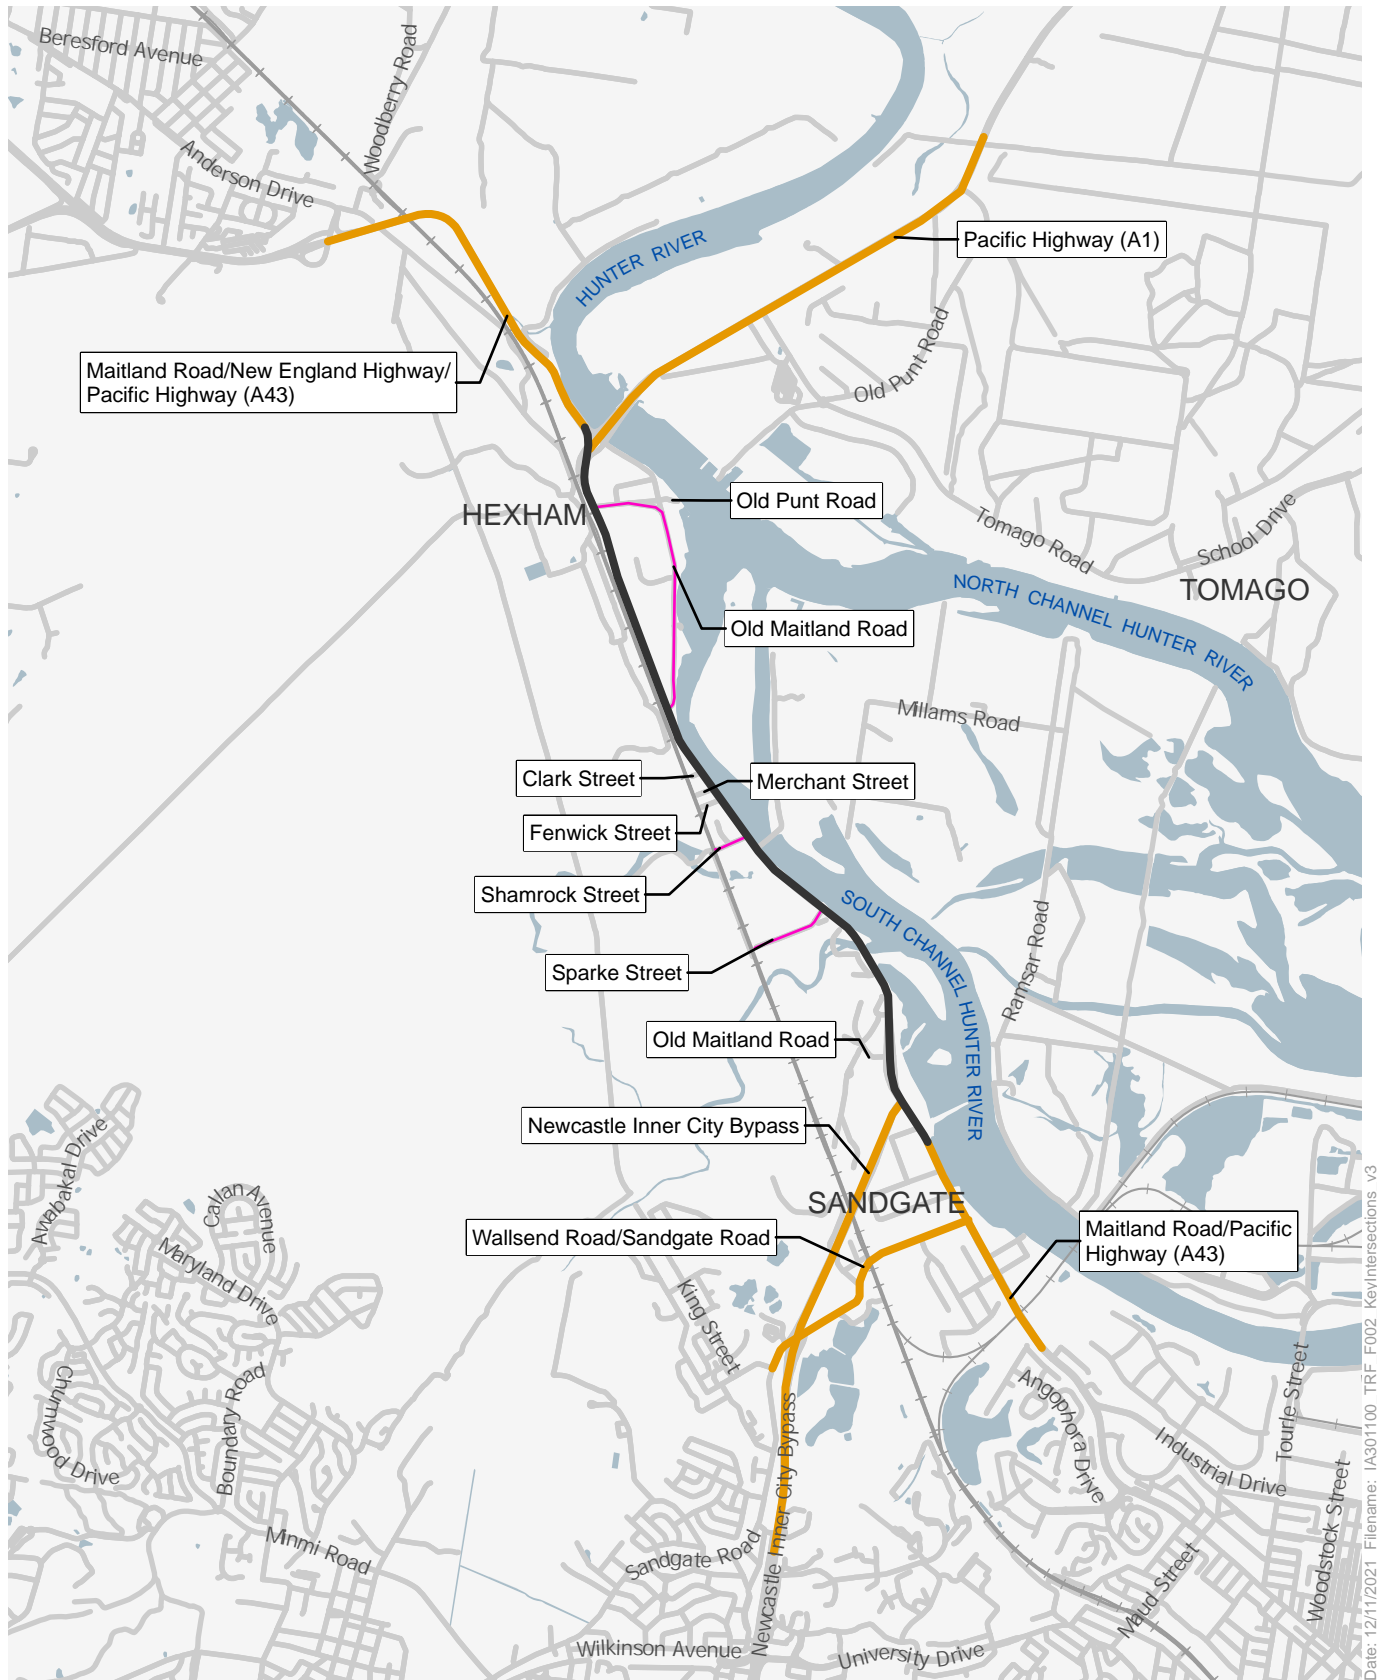 Beresford Avenue
Woodberry Road
Anderson Drive
HUNTER RIVER
Pacific Highway (A1)
Old Punt Road
Maitland Road/New England Highway/
Pacific Highway (A43)
Old Punt Road
HEXHAM
Tomago Road
School Drive
TOMAGO
NORTH CHANNEL HUNTER RIVER
Old Maitland Road
Millams Road
Clark Street
Merchant Street
Fenwick Street
Shamrock Street
SOUTH CHANNEL HUNTER RIVER
Ramsar Road
Sparke Street
Old Maitland Road
Newcastle Inner City Bypass
Awabakal Drive
Callan Avenue
SANDGATE
Maryland Drive
Wallsend Road/Sandgate Road
Maitland Road/Pacific
Highway (A43)
King Street
Chunmwood Drive
Boundary Road
Angophora Drive
Tourle Street
Industrial Drive
Newcastle Inner City Bypass
Minmi Road
Sandgate Road
Woodstock Street
Maud Street
Wilkinson Avenue
University Drive
Date: 12/11/2021 Filename: IA301100_TRF_F002_KeyIntersections_v3